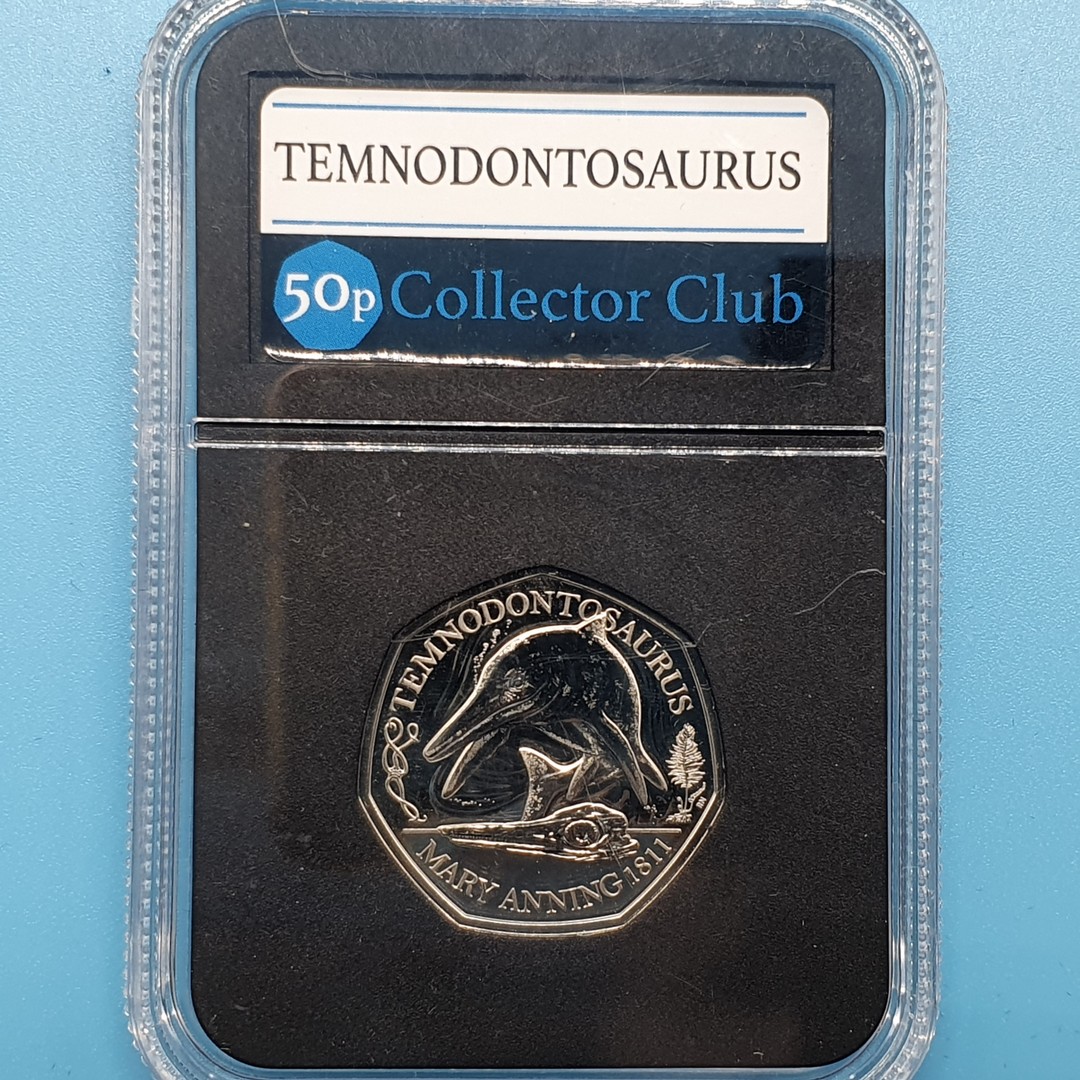 TEMNODONTOSAURUS
50p Collector Club
TEMNODONTOSAURUS
MARY ANNING 1811